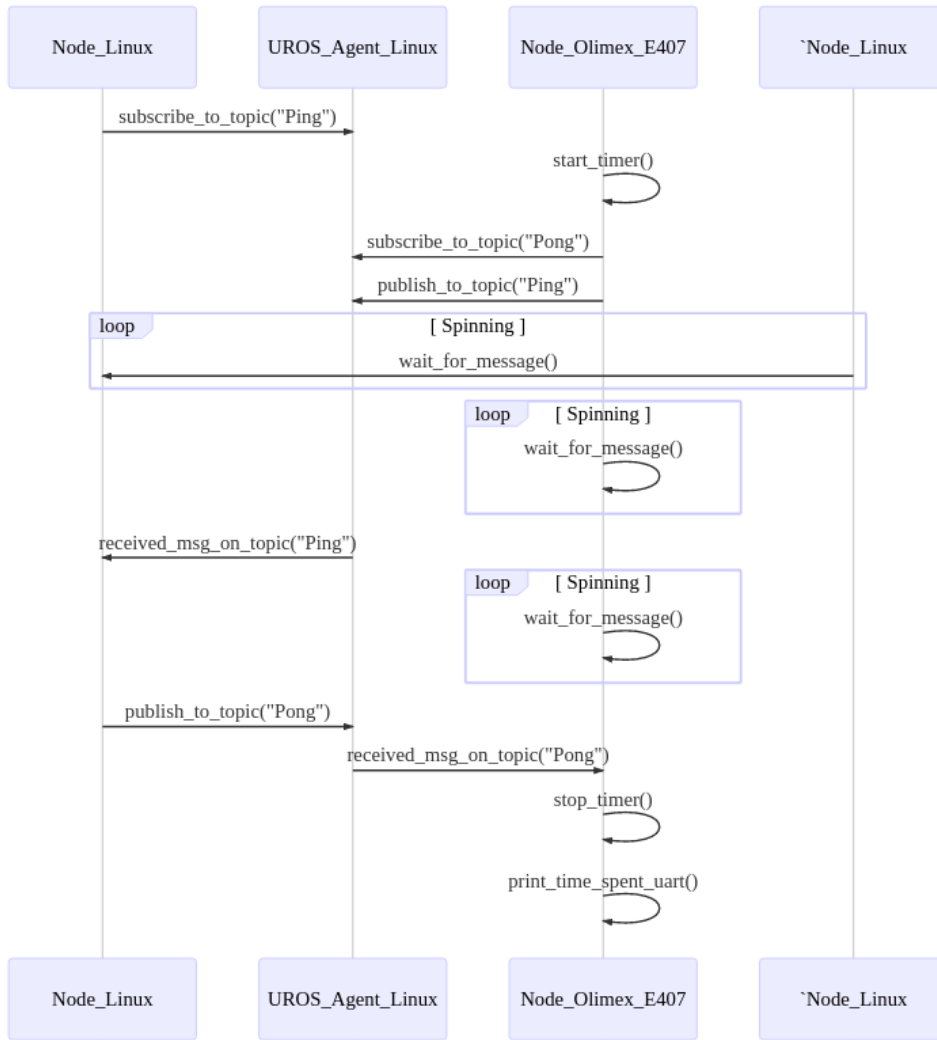 Node_Linux UROS_Agent_Linux Node_Olimex_E407 `Node_Linux
subscribe_to_topic("Ping")
start_timer()
subscribe_to_topic("Pong")
publish_to_topic("Ping")
loop [ Spinning ]
wait_for_message()
loop [ Spinning ]
wait_for_message()
received_msg_on_topic("Ping")
loop [ Spinning ]
wait_for_message()
publish_to_topic("Pong")
received_msg_on_topic("Pong")
stop_timer()
print_time_spent_uart()
Node_Linux UROS_Agent_Linux Node_Olimex_E407 `Node_Linux